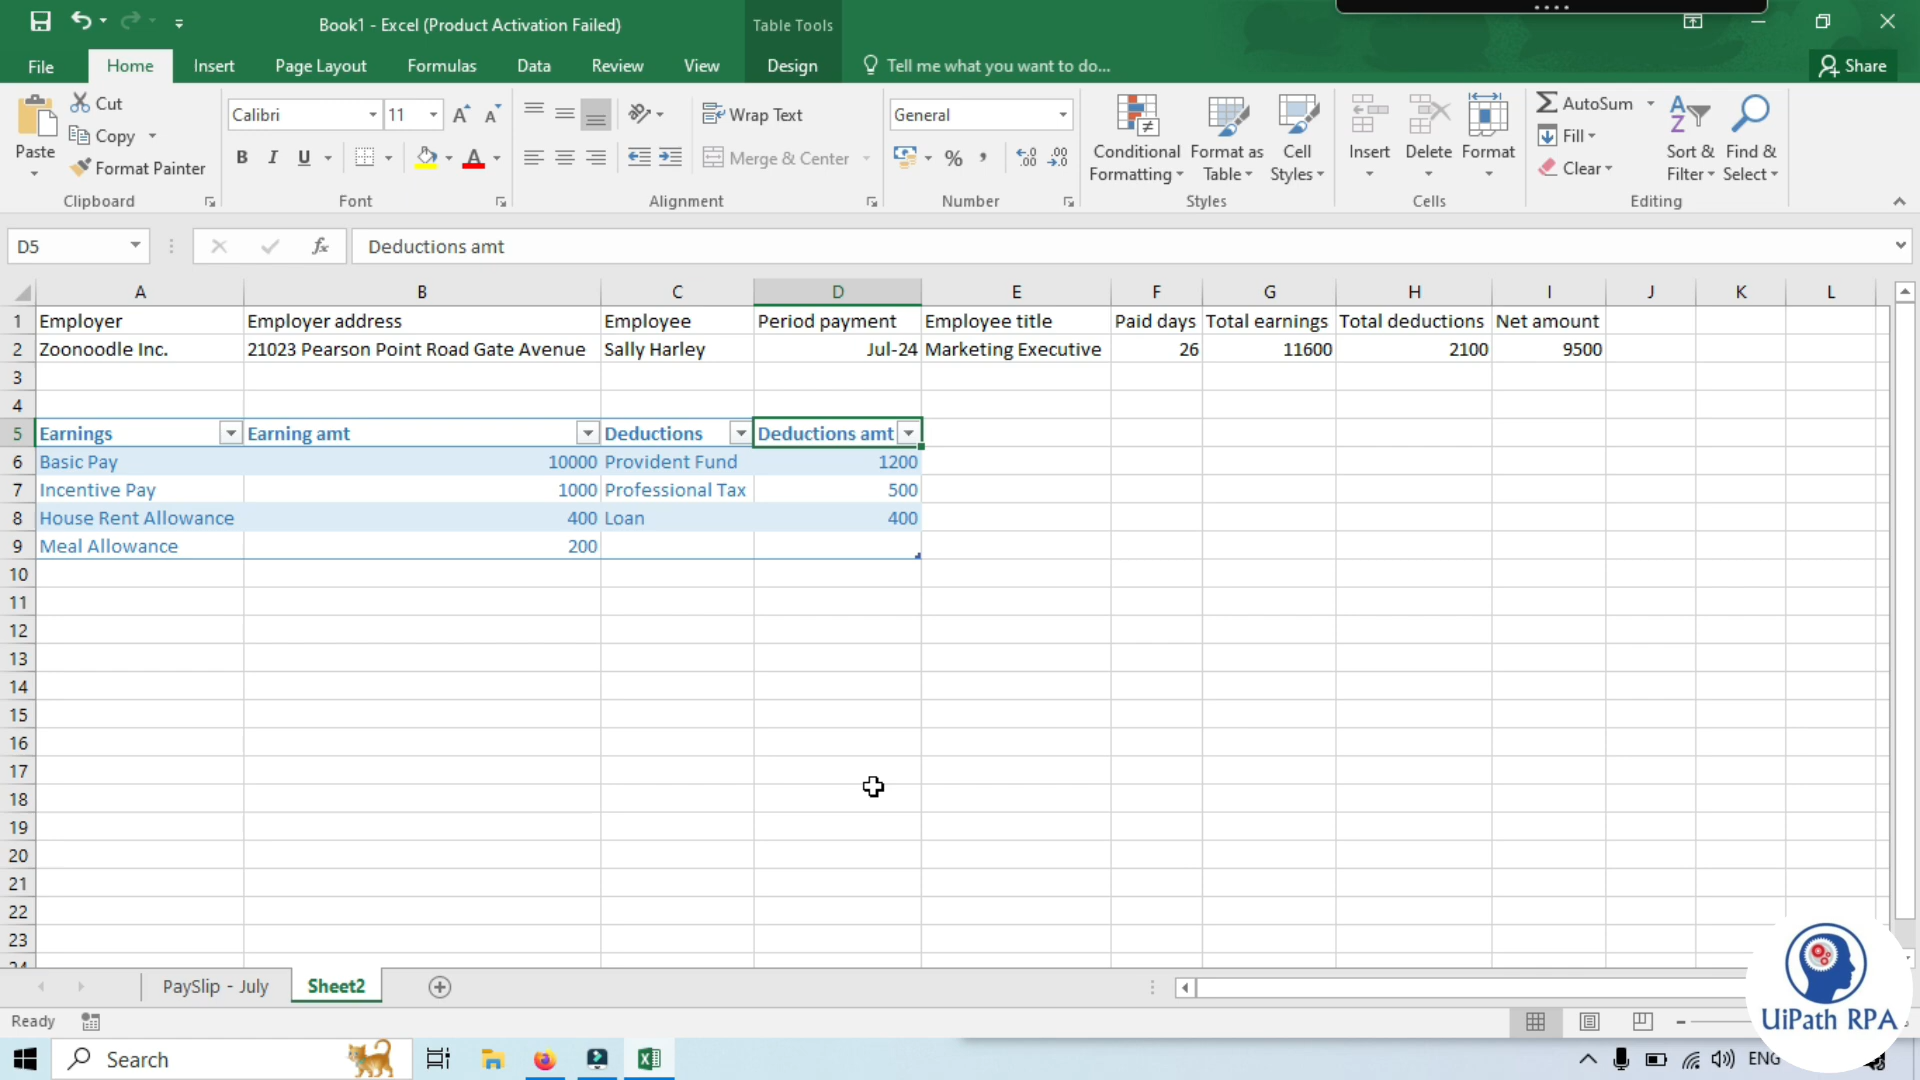 Book1 - Excel (Product Activation Failed)
Table Tools
File
Home
Insert
Page Layout
Formulas
Data
Review
View
Design
Tell me what you want to do...
Share
Paste
Cut
Copy
Format Painter
Clipboard
Calibri
11
B I U
Font
Wrap Text
Merge & Center
Alignment
General
Number
Conditional Formatting
Format as Table
Cell Styles
Styles
Insert
Delete
Format
Cells
AutoSum
Fill
Clear
Sort & Filter
Find & Select
Editing
D5
fx
Deductions amt
A B C D E F G H I J K L
1 Employer Employer address Employee Period payment Employee title Paid days Total earnings Total deductions Net amount
2 Zoonoodle Inc. 21023 Pearson Point Road Gate Avenue Sally Harley Jul-24 Marketing Executive 26 11600 2100 9500
3
4
5 Earnings Earning amt Deductions Deductions amt
6 Basic Pay 10000 Provident Fund 1200
7 Incentive Pay 1000 Professional Tax 500
8 House Rent Allowance 400 Loan 400
9 Meal Allowance 200
10
11
12
13
14
15
16
17
18
19
20
21
22
23
24
PaySlip - July
Sheet2
Ready
UiPath RPA
Search
ENG